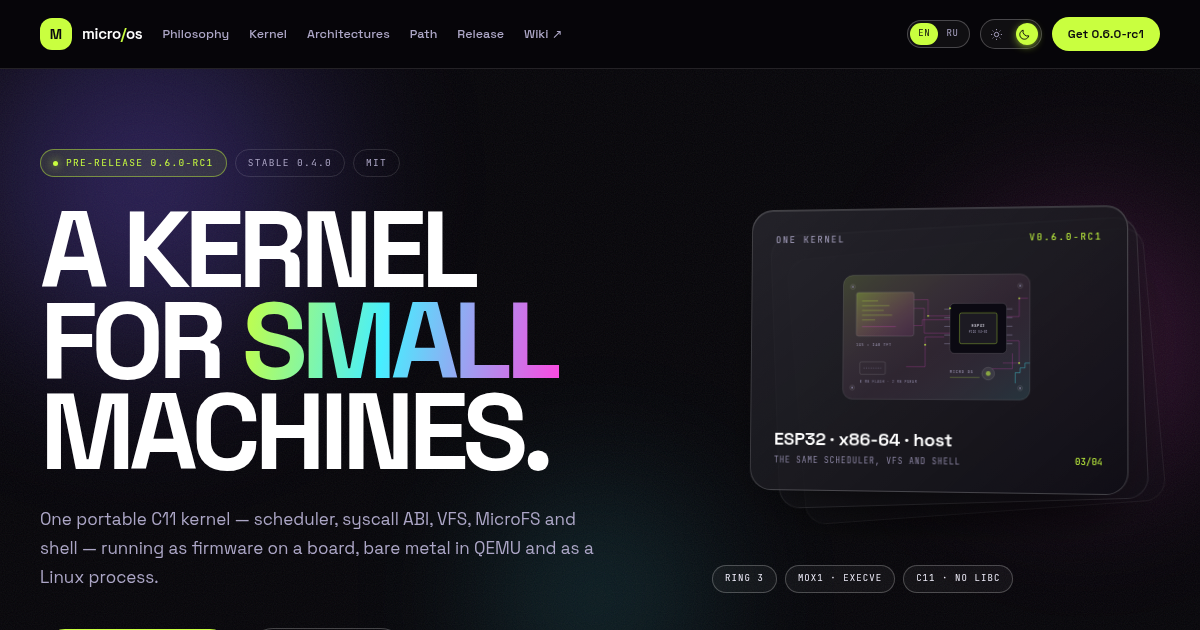 M micro/os Philosophy Kernel Architectures Path Release Wiki ↗ EN RU Get 0.6.0-rc1
PRE-RELEASE 0.6.0-RC1 STABLE 0.4.0 MIT
A KERNEL
FOR SMALL
MACHINES.
One portable C11 kernel — scheduler, syscall ABI, VFS, MicroFS and
shell — running as firmware on a board, bare metal in QEMU and as a
Linux process.
ONE KERNEL V0.6.0-RC1
ESP32
MICRO OS
ESP32 · x86-64 · host
THE SAME SCHEDULER, VFS AND SHELL 03/04
RING 3 MOX1 · EXECVE C11 · NO LIBC